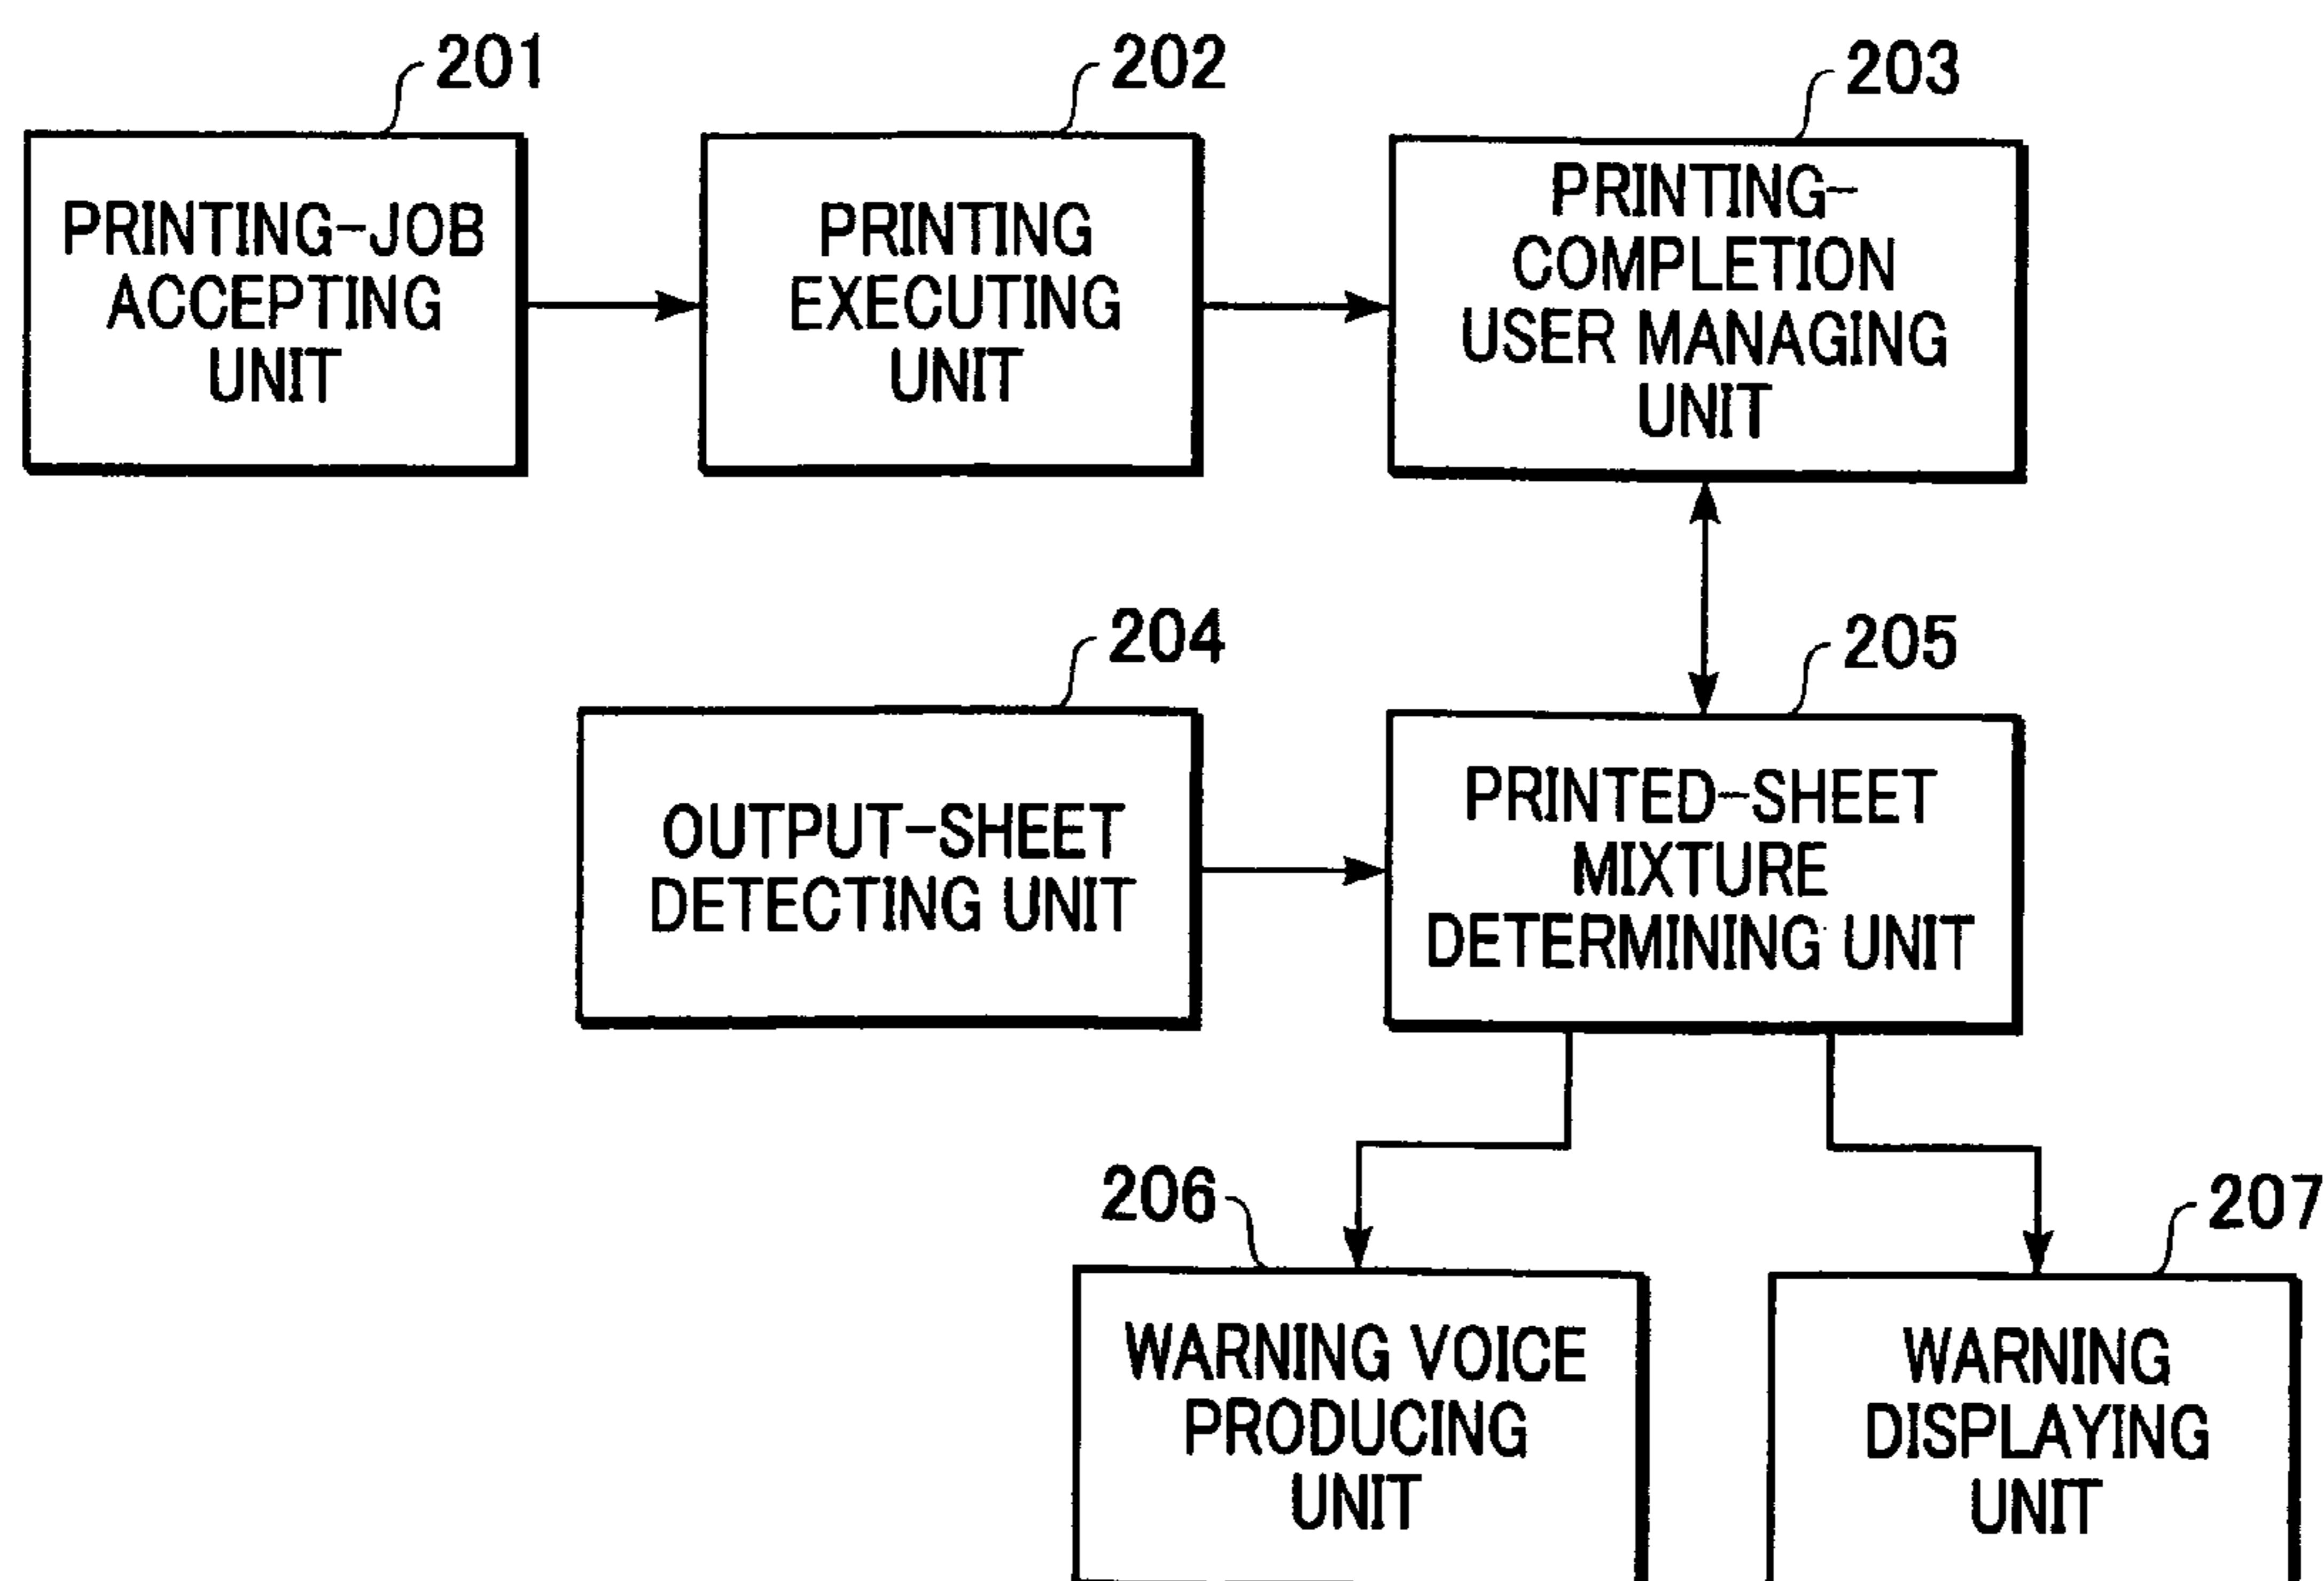 201
PRINTING-JOB
ACCEPTING
UNIT
202
PRINTING
EXECUTING
UNIT
203
PRINTING-
COMPLETION
USER MANAGING
UNIT
204
OUTPUT-SHEET
DETECTING UNIT
205
PRINTED-SHEET
MIXTURE
DETERMINING UNIT
206
WARNING VOICE
PRODUCING
UNIT
207
WARNING
DISPLAYING
UNIT